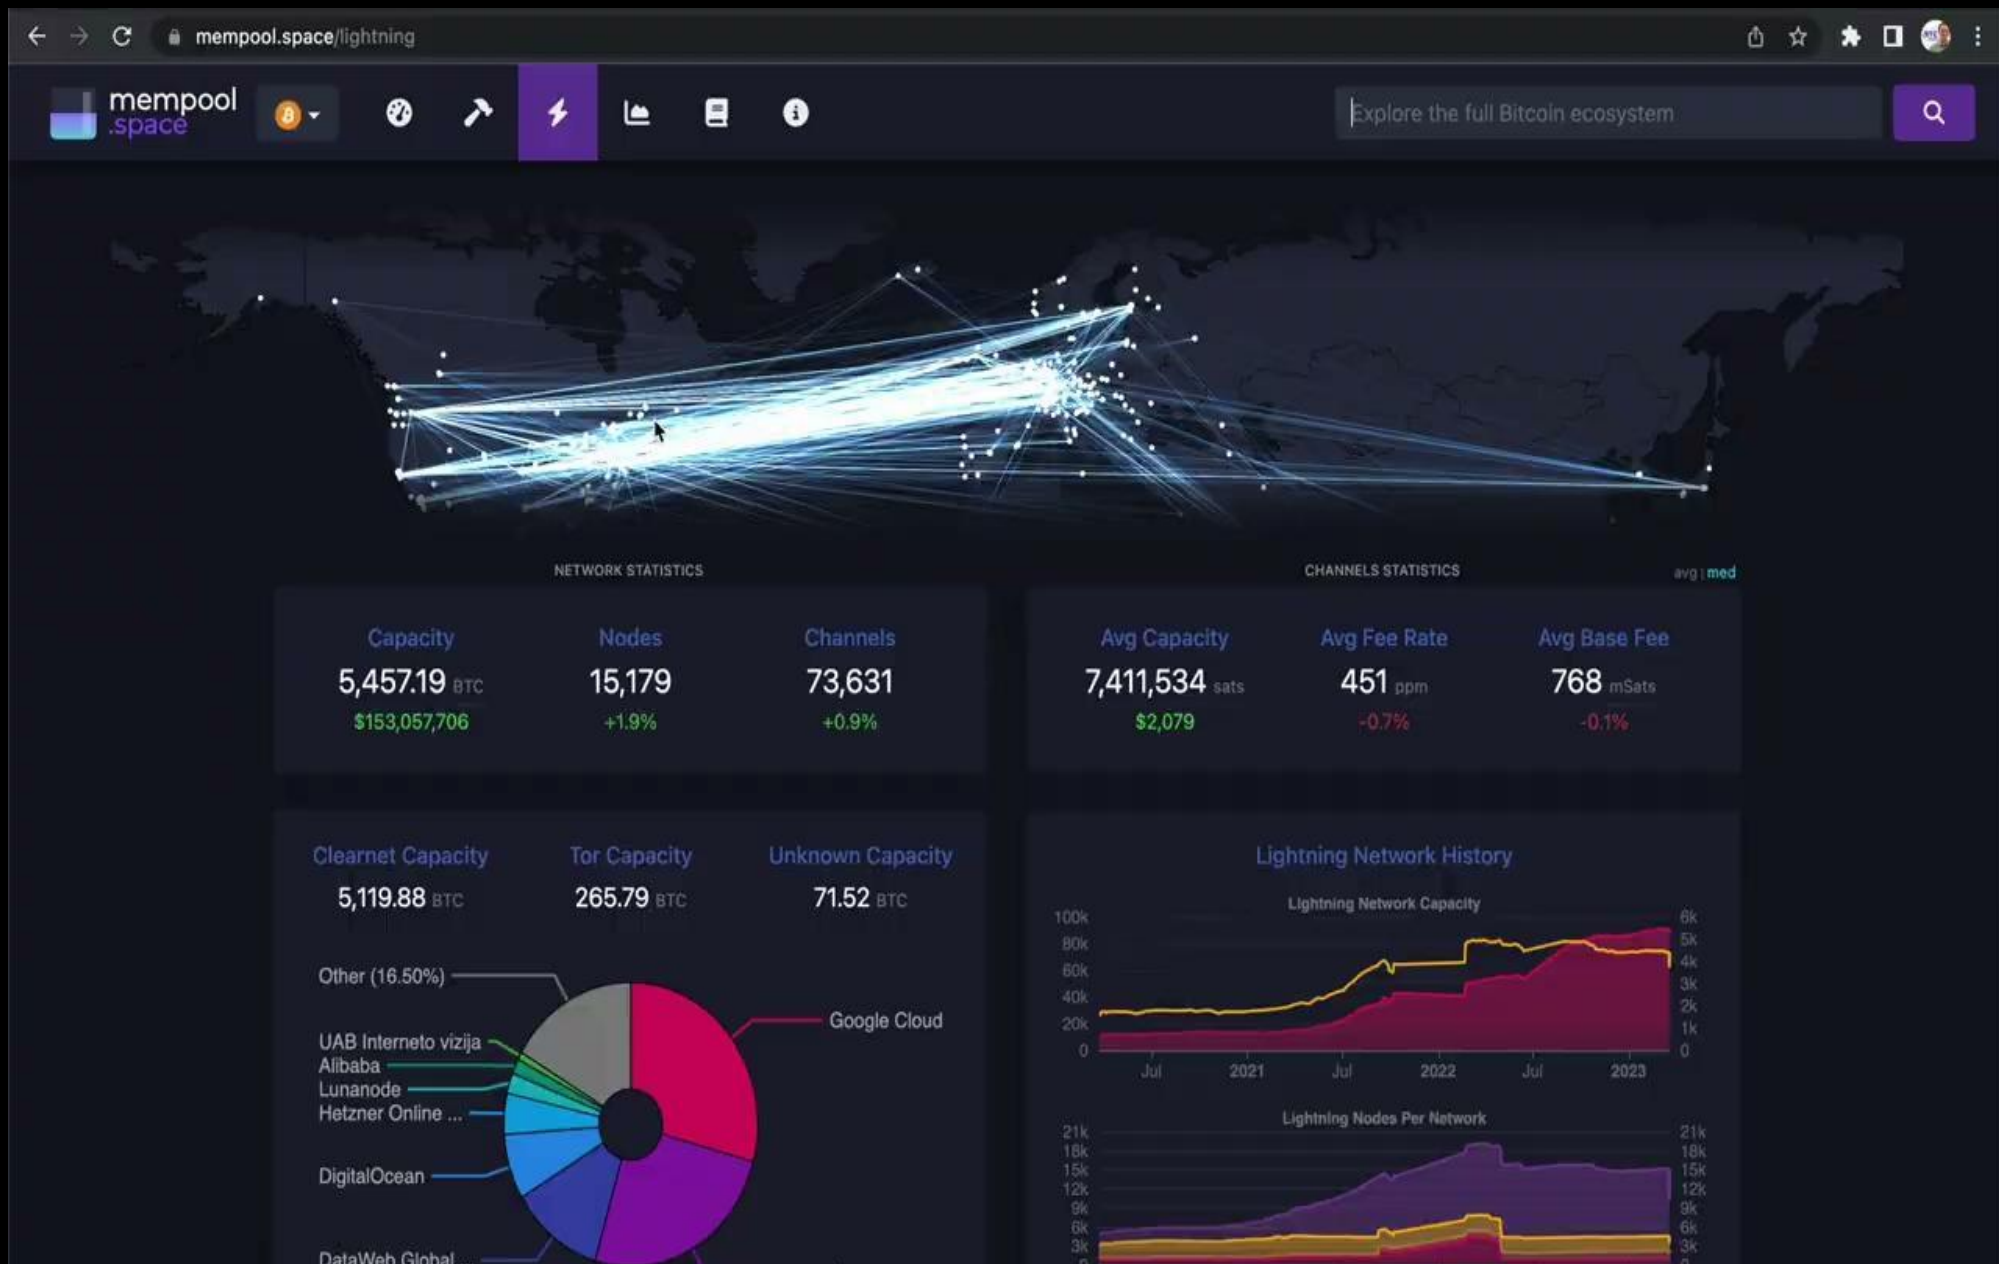 mempool.space/lightning
mempool
.space
Explore the full Bitcoin ecosystem
NETWORK STATISTICS
Capacity
5,457.19 BTC
$153,057,706
Nodes
15,179
+1.9%
Channels
73,631
+0.9%
CHANNELS STATISTICS
avg | med
Avg Capacity
7,411,534 sats
$2,079
Avg Fee Rate
451 ppm
-0.7%
Avg Base Fee
768 mSats
-0.1%
Clearnet Capacity
5,119.88 BTC
Tor Capacity
265.79 BTC
Unknown Capacity
71.52 BTC
Other (16.50%)
UAB Interneto vizija
Alibaba
Lunanode
Hetzner Online ...
DigitalOcean
DataWeb Global
Google Cloud
Lightning Network History
Lightning Network Capacity
100k
80k
60k
40k
20k
0
6k
5k
4k
3k
2k
1k
0
Jul
2021
Jul
2022
Jul
2023
Lightning Nodes Per Network
21k
18k
15k
12k
9k
6k
3k
21k
18k
15k
12k
9k
6k
3k